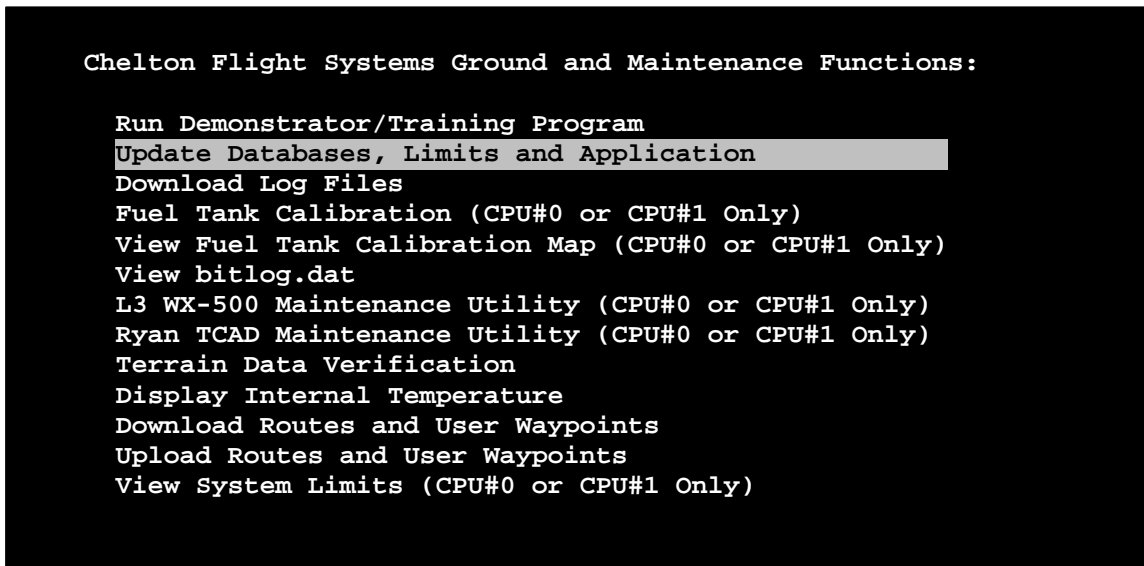 Chelton Flight Systems Ground and Maintenance Functions:
Run Demonstrator/Training Program
Update Databases, Limits and Application
Download Log Files
Fuel Tank Calibration (CPU#0 or CPU#1 Only)
View Fuel Tank Calibration Map (CPU#0 or CPU#1 Only)
View bitlog.dat
L3 WX-500 Maintenance Utility (CPU#0 or CPU#1 Only)
Ryan TCAD Maintenance Utility (CPU#0 or CPU#1 Only)
Terrain Data Verification
Display Internal Temperature
Download Routes and User Waypoints
Upload Routes and User Waypoints
View System Limits (CPU#0 or CPU#1 Only)